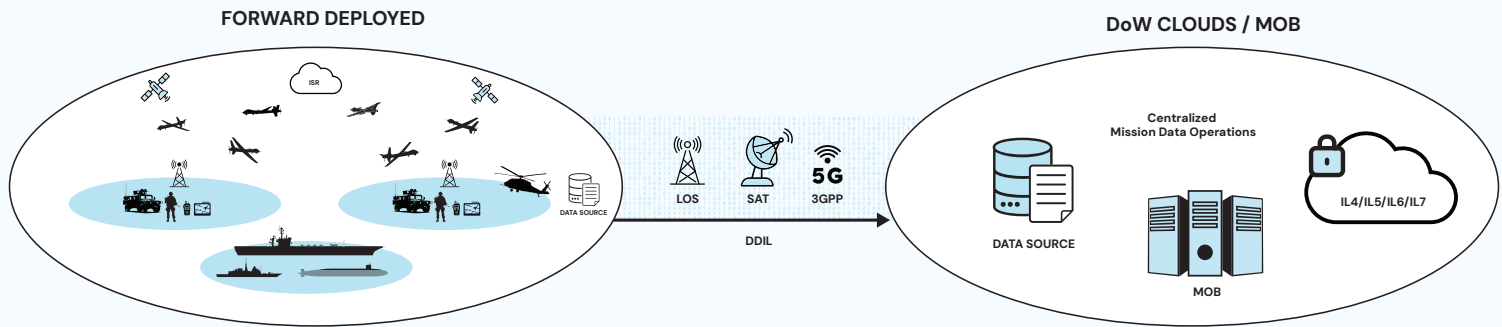 FORWARD DEPLOYED
ISR
DATA SOURCE
LOS
SAT
5G
3GPP
DDIL
DoW CLOUDS / MOB
Centralized
Mission Data Operations
DATA SOURCE
IL4/IL5/IL6/IL7
MOB